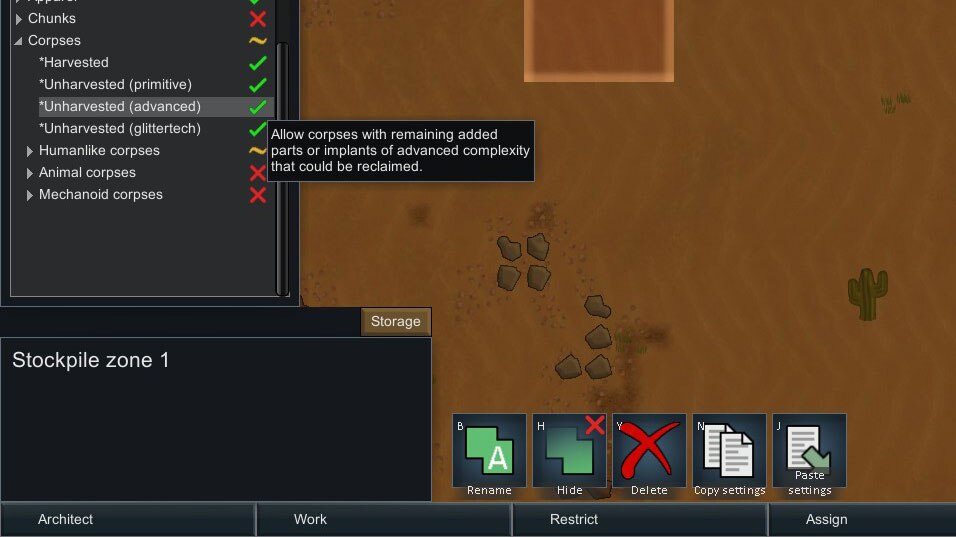 Apparel
Chunks
Corpses
*Harvested
*Unharvested (primitive)
*Unharvested (advanced)
*Unharvested (glittertech)
Humanlike corpses
Animal corpses
Mechanoid corpses
Allow corpses with remaining added
parts or implants of advanced complexity
that could be reclaimed.
Storage
Stockpile zone 1
B
Rename
H
Hide
Y
Delete
N
Copy settings
J
Paste
settings
Architect
Work
Restrict
Assign